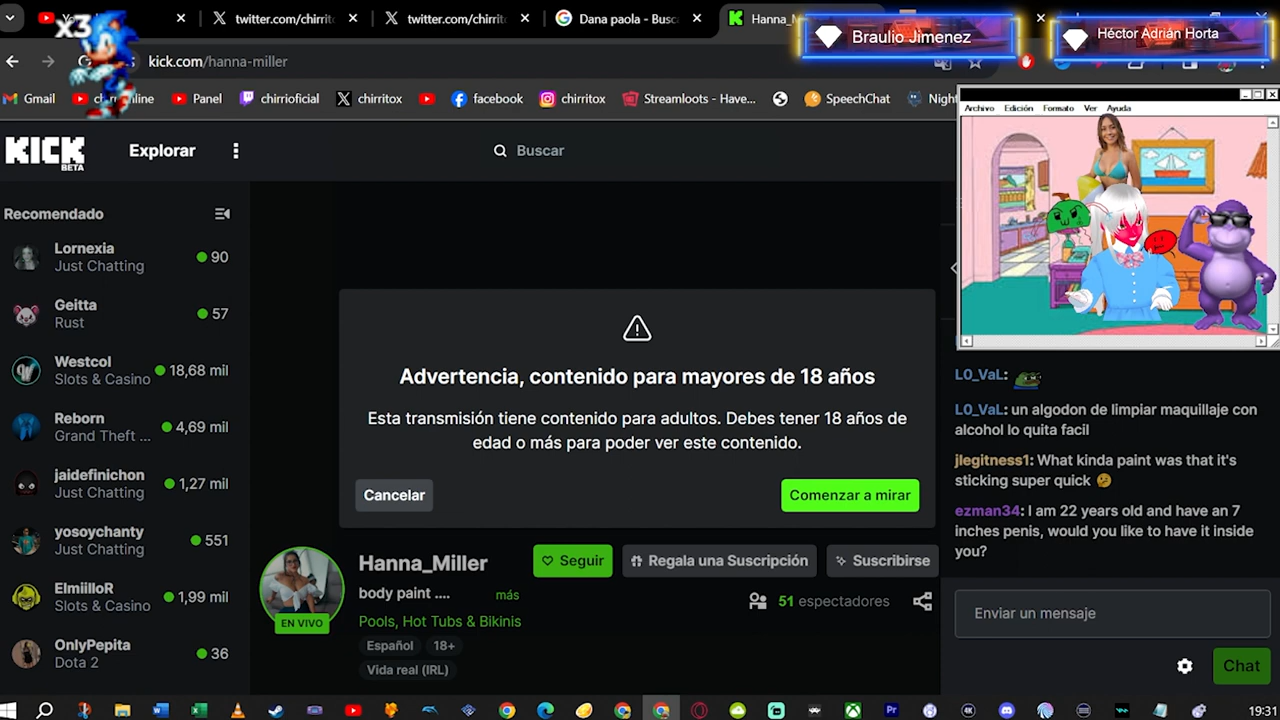 x3
twitter.com/chirrito
twitter.com/chirrito
Dana paola - Busc
Hanna_M
Braulio Jimenez
Héctor Adrián Horta
kick.com/hanna-miller
Gmail
Panel
chirrioficial
chirritox
facebook
chirritox
Streamloots - Have...
SpeechChat
Nigh
KICK
BETA
Explorar
Buscar
Archivo Edición Formato Ver Ayuda
Recomendado
Lornexia
90
Just Chatting
Geitta
57
Rust
Westcol
18,68 mil
Slots & Casino
Reborn
4,69 mil
Grand Theft ...
jaidefinichon
1,27 mil
Just Chatting
yosoychanty
551
Just Chatting
ElmiilloR
1,99 mil
Slots & Casino
OnlyPepita
36
Dota 2
Advertencia, contenido para mayores de 18 años
Esta transmisión tiene contenido para adultos. Debes tener 18 años de
edad o más para poder ver este contenido.
Cancelar
Comenzar a mirar
EN VIVO
Hanna_Miller
Seguir
Regala una Suscripción
Suscribirse
body paint ....
más
51 espectadores
Pools, Hot Tubs & Bikinis
Español
18+
Vida real (IRL)
L0_VaL:
L0_VaL: un algodon de limpiar maquillaje con
alcohol lo quita facil
jlegitness1: What kinda paint was that it's
sticking super quick
ezman34: I am 22 years old and have an 7
inches penis, would you like to have it inside
you?
Enviar un mensaje
Chat
19:31